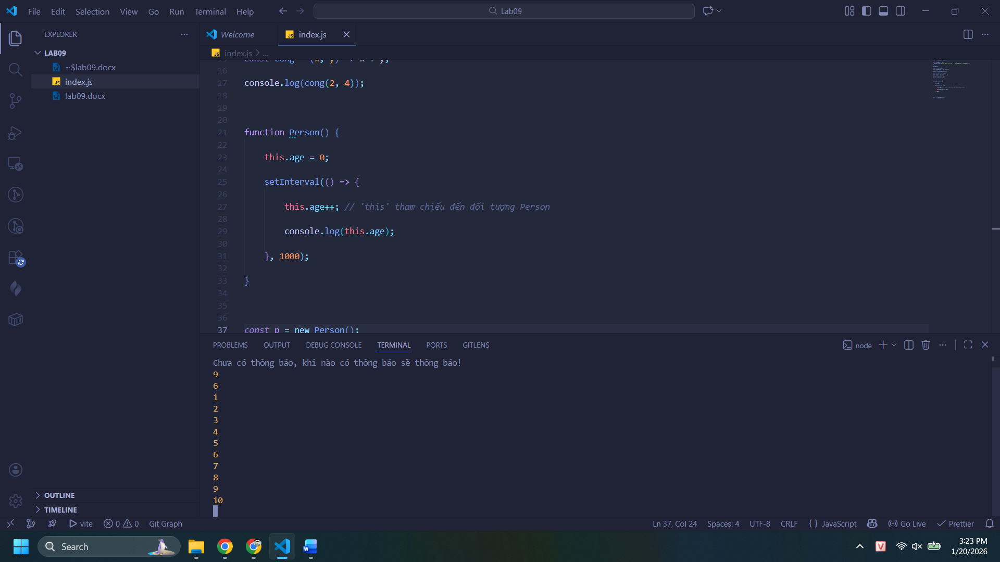 File Edit Selection View Go Run Terminal Help
Lab09
EXPLORER
LAB09
~$lab09.docx
index.js
lab09.docx
OUTLINE
TIMELINE
Welcome
index.js
index.js > ...
15 const cong = (x, y) => x + y;
16
17 console.log(cong(2, 4));
18
19
20
21 function Person() {
22
23 this.age = 0;
24
25 setInterval(() => {
26
27 this.age++; // 'this' tham chiếu đến đối tượng Person
28
29 console.log(this.age);
30
31 }, 1000);
32
33 }
34
35
36
37 const p = new Person();
PROBLEMS OUTPUT DEBUG CONSOLE TERMINAL PORTS GITLENS
node
Chưa có thông báo, khi nào có thông báo sẽ thông báo!
9
6
1
2
3
4
5
6
7
8
9
10
vite 0 0 Git Graph
Ln 37, Col 24 Spaces: 4 UTF-8 CRLF {} JavaScript Go Live Prettier
Search
3:23 PM
1/20/2026